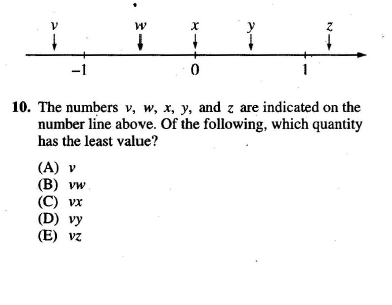 v w x y z
-1 0 1
10. The numbers v, w, x, y, and z are indicated on the
number line above. Of the following, which quantity
has the least value?
(A) v
(B) vw
(C) vx
(D) vy
(E) vz